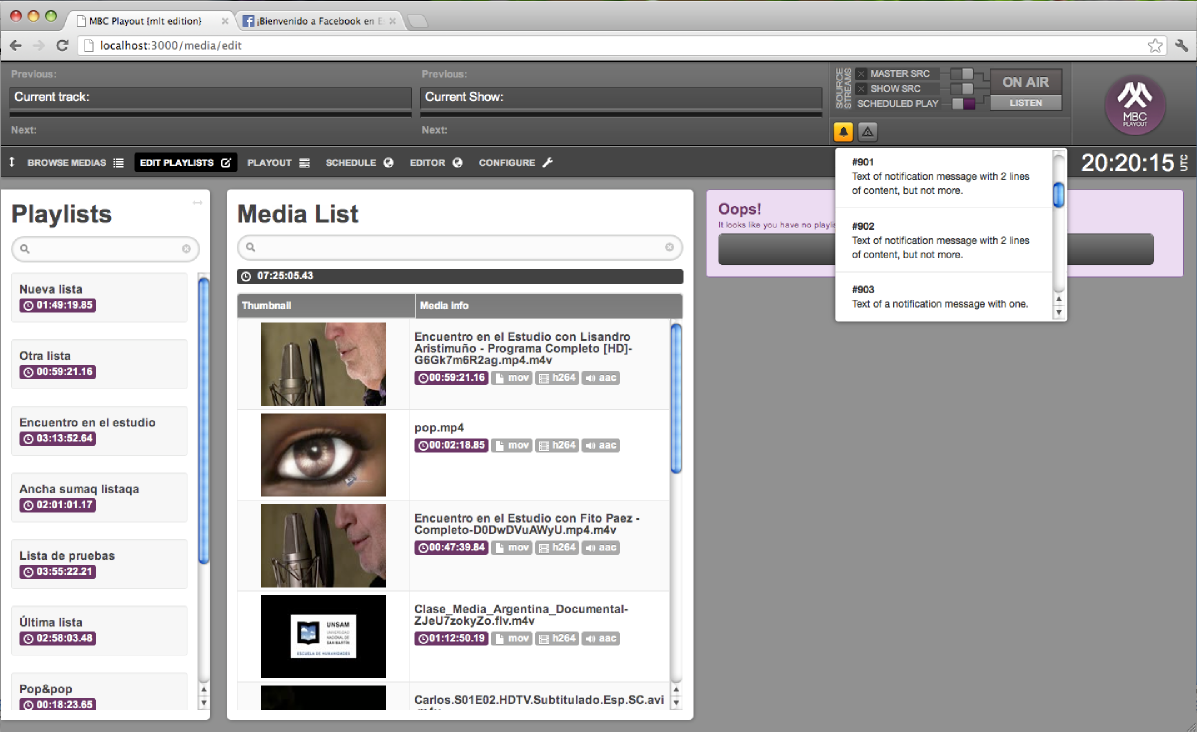 MBC Playout {mlt edition}
¡Bienvenido a Facebook en E
localhost:3000/media/edit
Previous:
Current track:
Next:
Previous:
Current Show:
Next:
SOURCE STREAMS
MASTER SRC
SHOW SRC
SCHEDULED PLAY
ON AIR
LISTEN
MBC
PLAYOUT
BROWSE MEDIAS
EDIT PLAYLISTS
PLAYOUT
SCHEDULE
EDITOR
CONFIGURE
20:20:15 UTC
#901
Text of notification message with 2 lines
of content, but not more.
#902
Text of notification message with 2 lines
of content, but not more.
#903
Text of a notification message with one.
Playlists
Nueva lista
01:49:19.85
Otra lista
00:59:21.16
Encuentro en el estudio
03:13:52.64
Ancha sumaq listaqa
02:01:01.17
Lista de pruebas
03:55:22.21
Última lista
02:58:03.48
Pop&pop
00:18:23.65
Media List
07:25:05.43
Thumbnail
Media info
Encuentro en el Estudio con Lisandro
Aristimuño - Programa Completo [HD]-
G6Gk7m6R2ag.mp4.m4v
00:59:21.16 mov h264 aac
pop.mp4
00:02:18.85 mov h264 aac
Encuentro en el Estudio con Fito Paez -
Completo-D0DwDVuAWyU.mp4.m4v
00:47:39.84 mov h264 aac
UNSAM
UNIVERSIDAD
NACIONAL DE
SAN MARTÍN
ESCUELA DE HUMANIDADES
Clase_Media_Argentina_Documental-
ZJeU7zokyZo.flv.m4v
01:12:50.19 mov h264 aac
Carlos.S01E02.HDTV.Subtitulado.Esp.SC.avi
Oops!
It looks like you have no playli